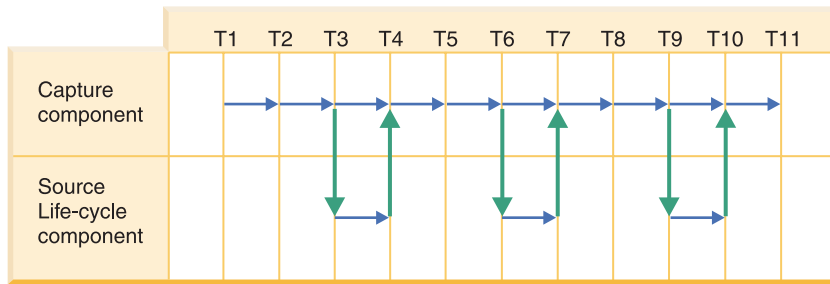 T1 T2 T3 T4 T5 T6 T7 T8 T9 T10 T11
Capture
component
Source
Life-cycle
component